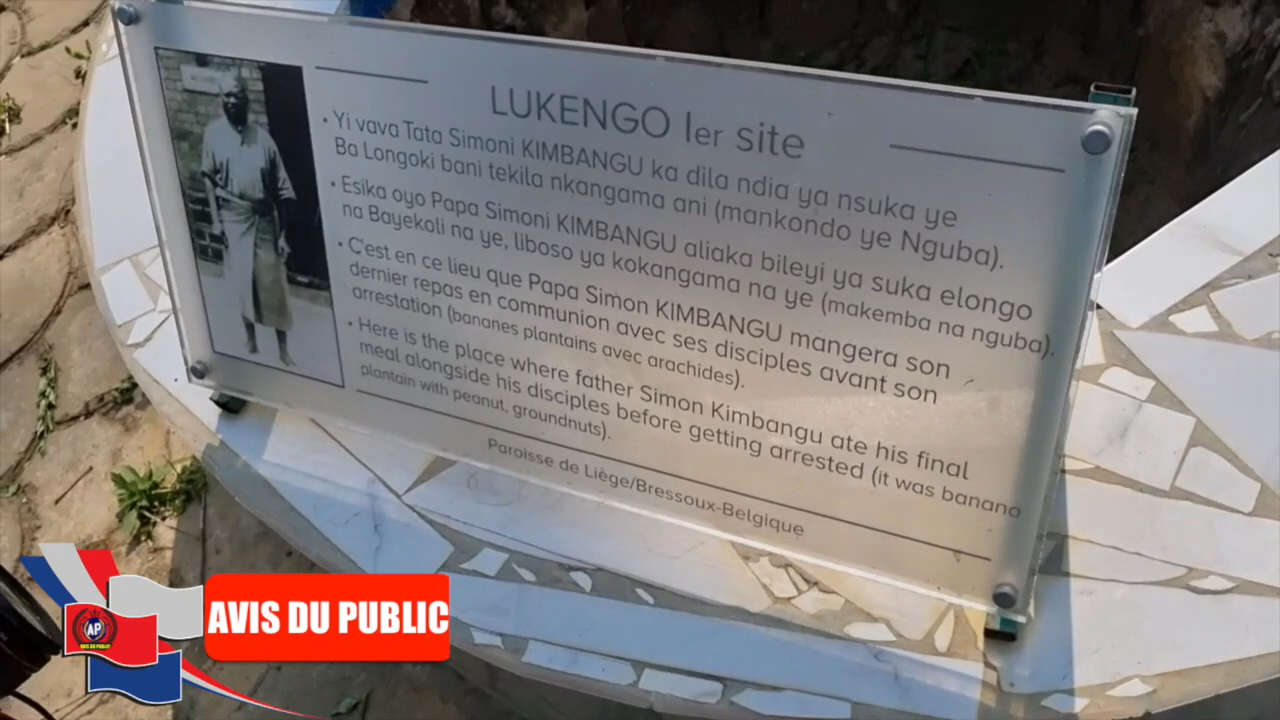 LUKENGO Ier site
• Yi vava Tata Simoni KIMBANGU ka dila ndia ya nsuka ye
Ba Longoki bani tekila nkangama ani (mankondo ye Nguba).
• Esika oyo Papa Simoni KIMBANGU aliaka bileyi ya suka elongo
na Bayekoli na ye, liboso ya kokangama na ye (makemba na nguba).
• C'est en ce lieu que Papa Simon KIMBANGU mangera son
dernier repas en communion avec ses disciples avant son
arrestation (bananes plantains avec arachides).
• Here is the place where father Simon Kimbangu ate his final
meal alongside his disciples before getting arrested (it was banana
plantain with peanut, groundnuts).
Paroisse de Liège/Bressoux-Belgique
AVIS DU PUBLIC
AP
AVIS DU PUBLIC